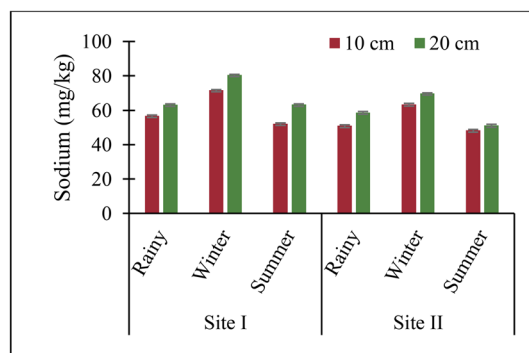 100
80
60
40
20
0
Sodium (mg/kg)
10 cm 20 cm
Rainy Winter Summer Rainy Winter Summer
Site I Site II